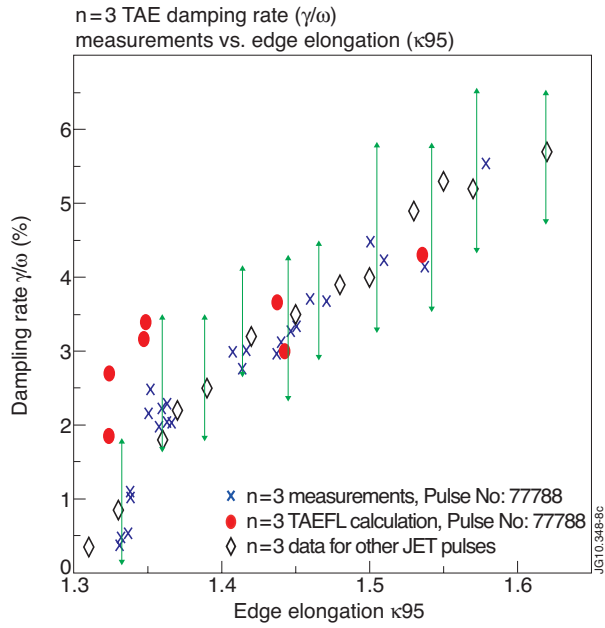 n=3 TAE damping rate (γ/ω)
measurements vs. edge elongation (κ95)
6
5
4
3
2
1
0
Dampling rate γ/ω (%)
n=3 measurements, Pulse No: 77788
n=3 TAEFL calculation, Pulse No: 77788
n=3 data for other JET pulses
1.3
1.4
1.5
1.6
Edge elongation κ95
JG10.348-8c